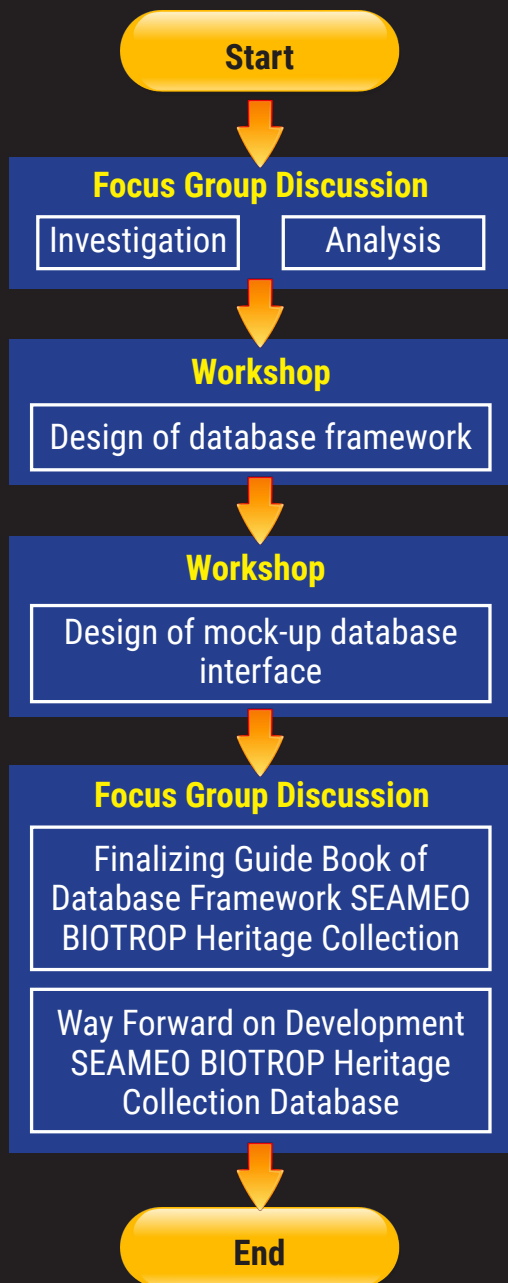 Start
Focus Group Discussion
Investigation
Analysis
Workshop
Design of database framework
Workshop
Design of mock-up database
interface
Focus Group Discussion
Finalizing Guide Book of
Database Framework SEAMEO
BIOTROP Heritage Collection
Way Forward on Development
SEAMEO BIOTROP Heritage
Collection Database
End